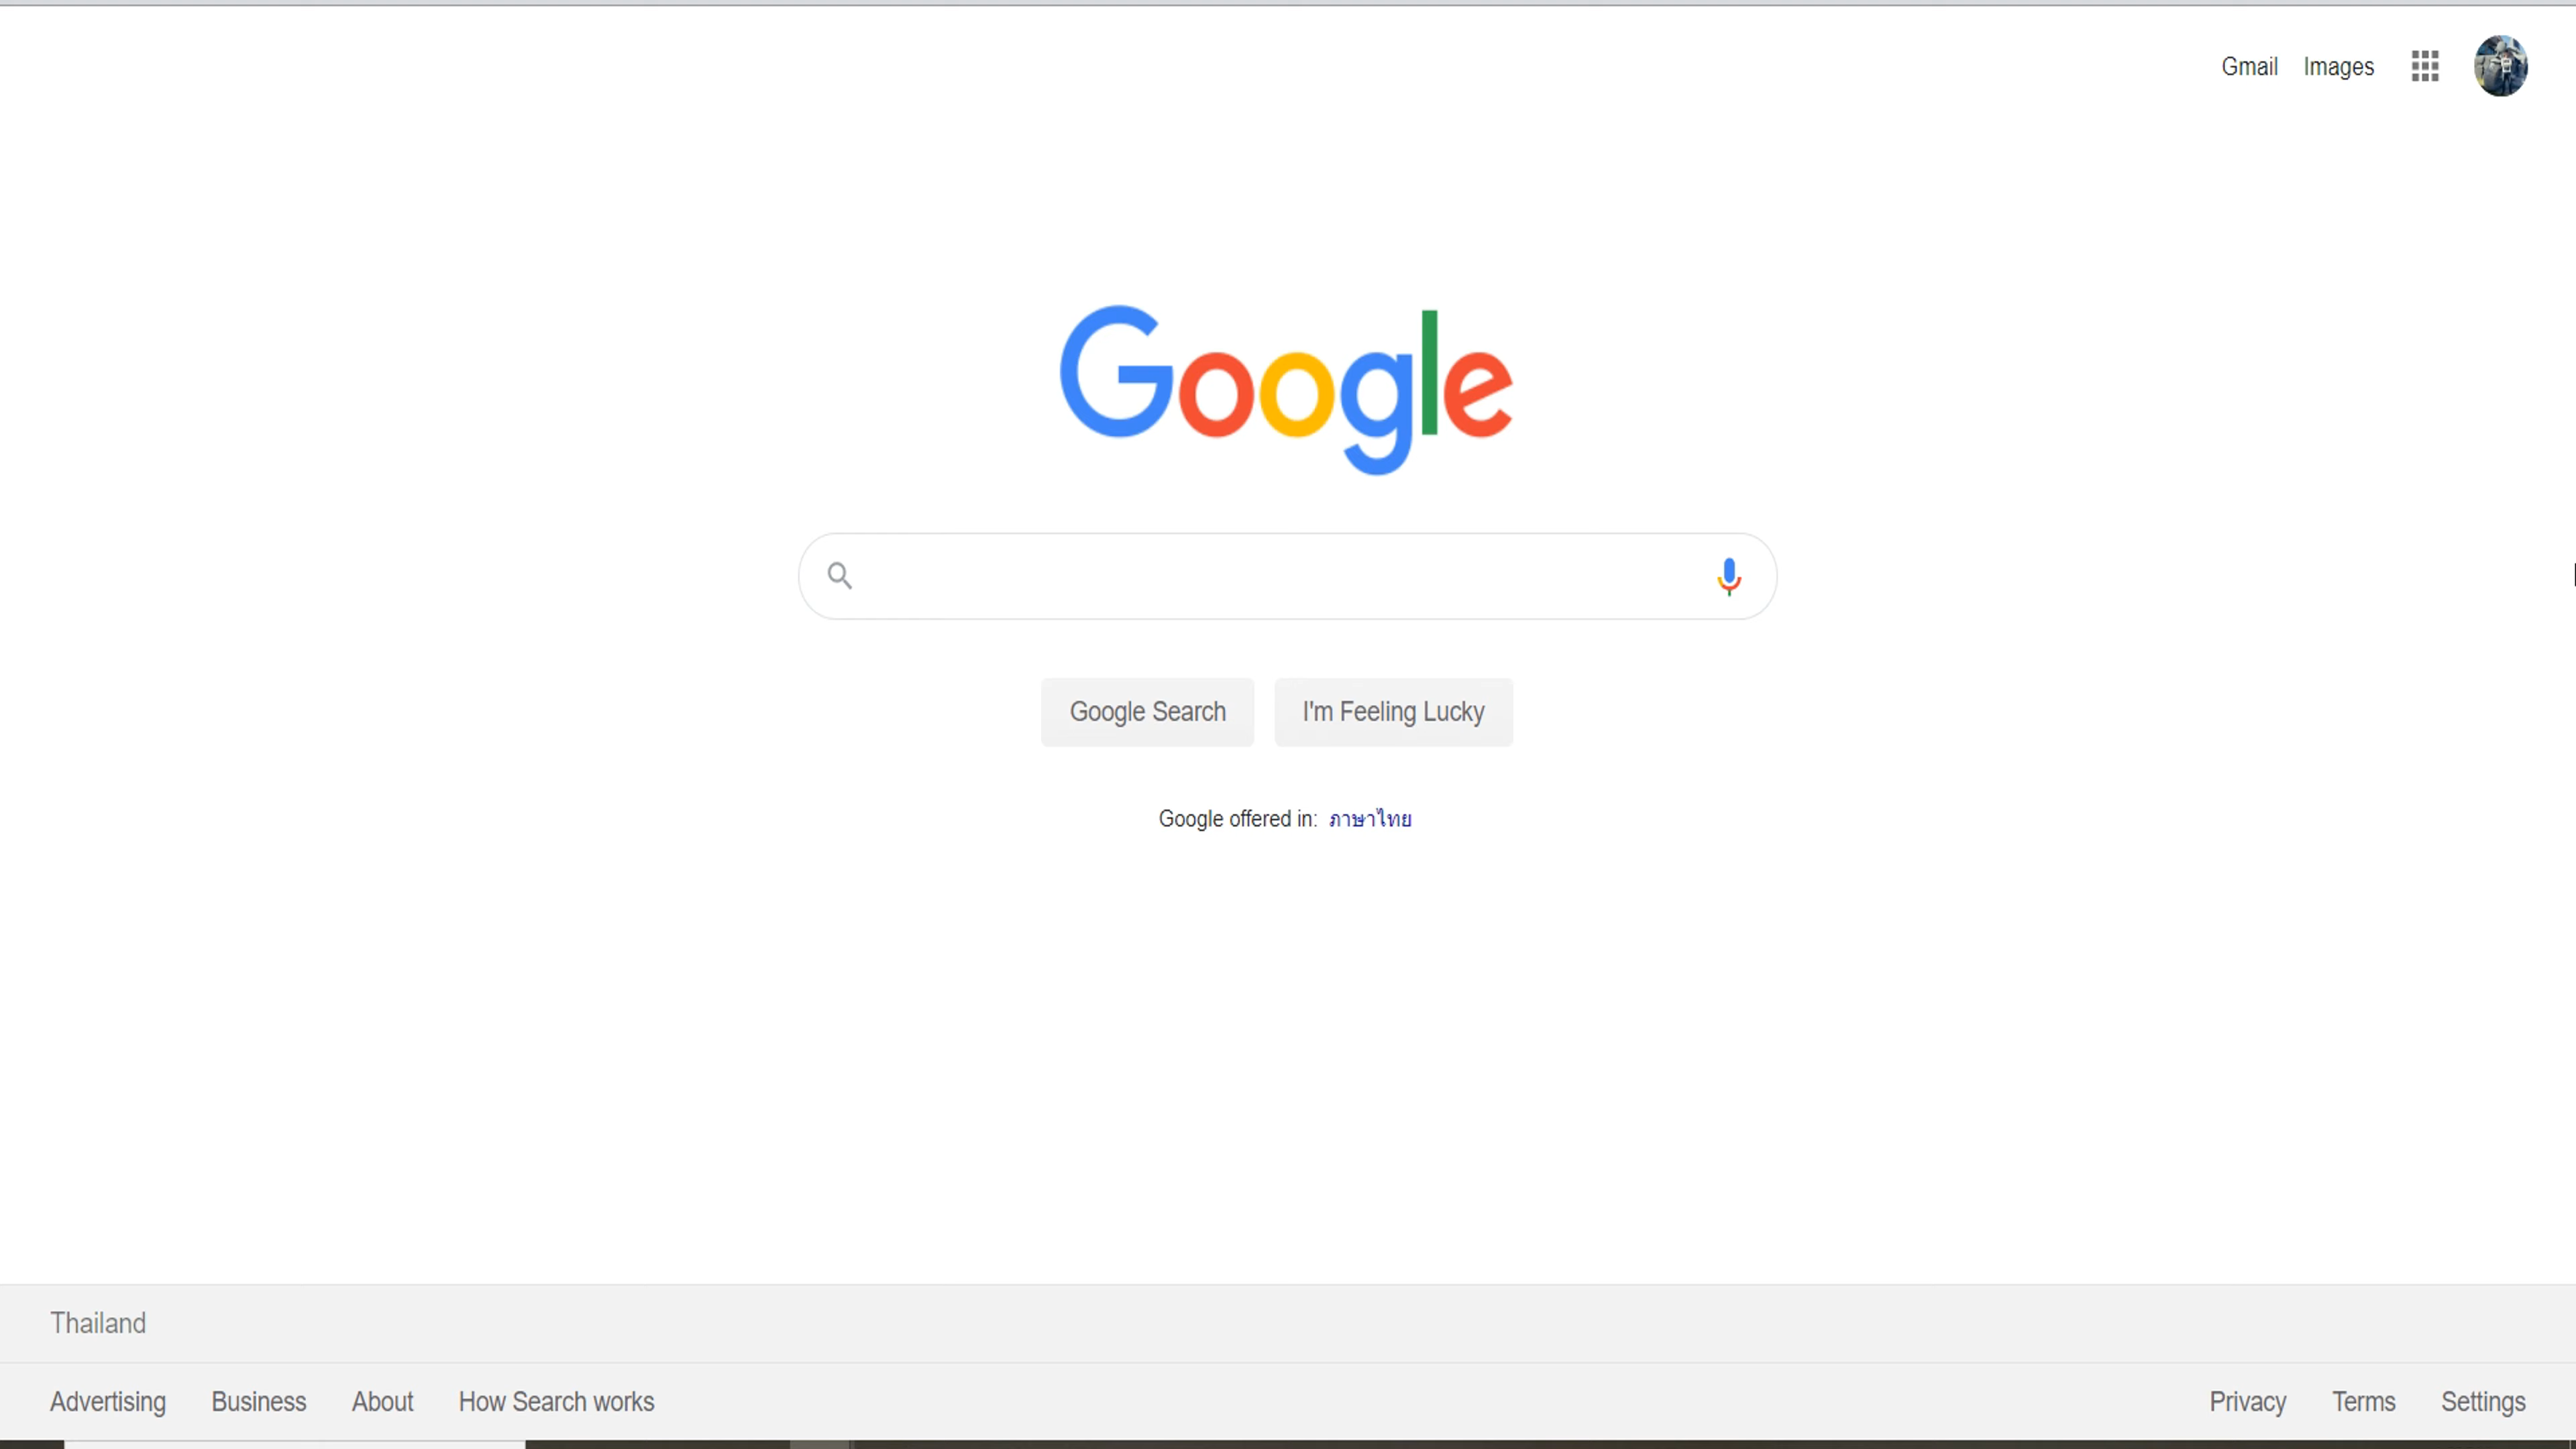 Gmail Images
Google
Google Search I'm Feeling Lucky
Google offered in: ภาษาไทย
Thailand
Advertising Business About How Search works Privacy Terms Settings